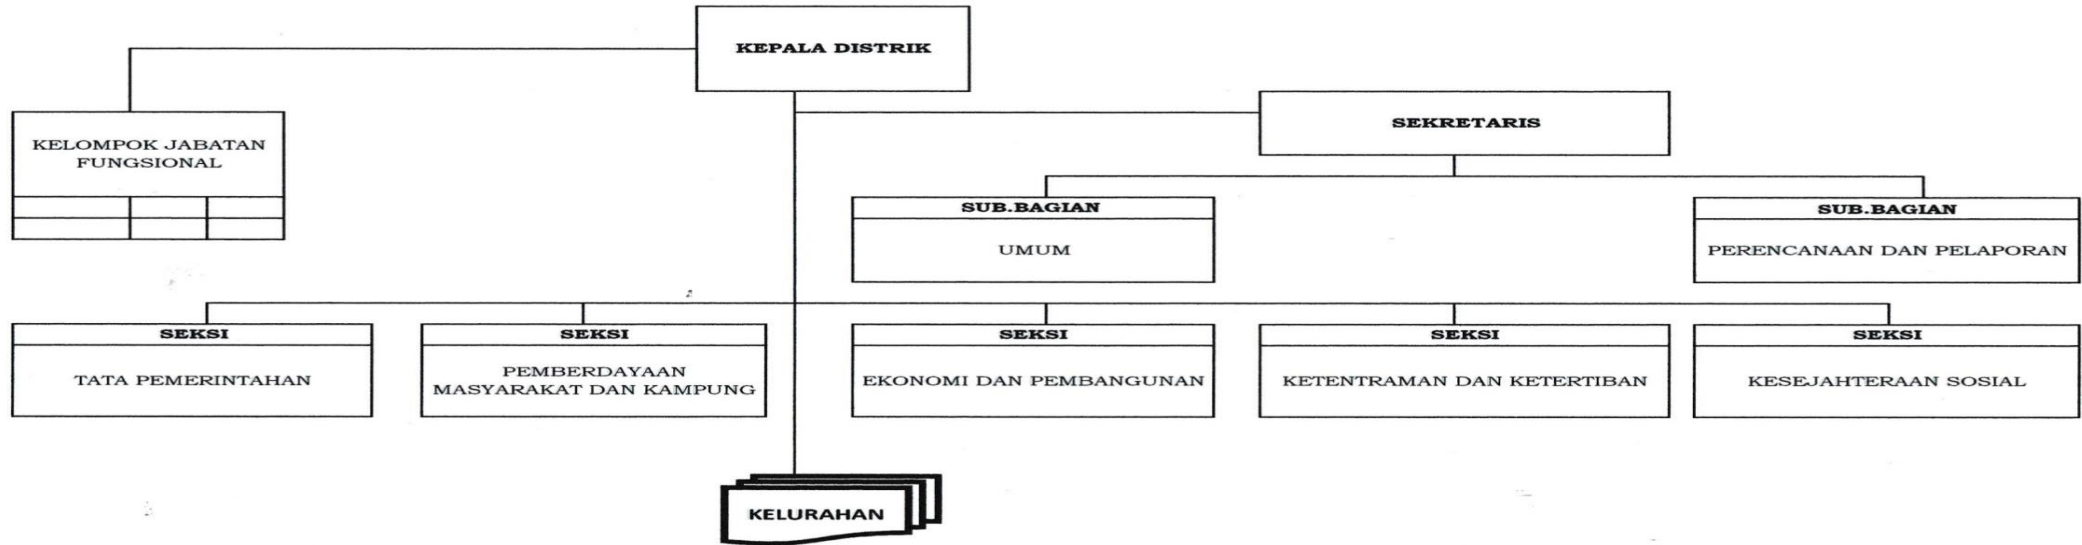 KEPALA DISTRIK
SEKRETARIS
KELOMPOK JABATAN
FUNGSIONAL
SUB.BAGIAN
UMUM
SUB.BAGIAN
PERENCANAAN DAN PELAPORAN
SEKSI
TATA PEMERINTAHAN
SEKSI
PEMBERDAYAAN
MASYARAKAT DAN KAMPUNG
SEKSI
EKONOMI DAN PEMBANGUNAN
SEKSI
KETENTRAMAN DAN KETERTIBAN
SEKSI
KESEJAHTERAAN SOSIAL
KELURAHAN